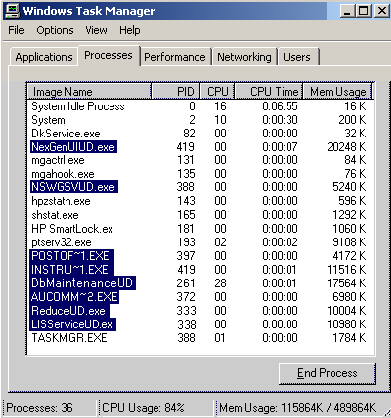 Windows Task Manager
File Options View Help
Applications Processes Performance Networking Users
Image Name PID CPU CPU Time Mem Usage
System Idle Process 0 16 0:06:55 16 K
System 2 10 0:00:30 200 K
DkService.exe 82 00 0:00:00 32 K
NexGenUIUD.exe 419 00 0:00:07 20248 K
mgactrl.exe 131 00 0:00:00 84 K
mgahook.exe 135 00 0:00:00 76 K
NSWGSVUD.exe 388 00 0:00:00 5240 K
hpzstatn.exe 143 00 0:00:00 596 K
shstat.exe 165 00 0:00:00 1292 K
HP SmartLock.ex 181 00 0:00:00 1060 K
ptserv32.exe 193 02 0:00:02 9108 K
POSTOF~1.EXE 397 00 0:00:00 4172 K
INSTRU~1.EXE 419 00 0:00:01 11516 K
DbMaintenanceUD 261 28 0:00:01 17564 K
AUCOMM~2.EXE 372 00 0:00:00 6980 K
ReduceUD.exe 333 00 0:00:00 10004 K
LISServiceUD.ex 338 00 0:00:00 10980 K
TASKMGR.EXE 388 01 0:00:00 1784 K
End Process
Processes: 36 CPU Usage: 84% Mem Usage: 115864K / 489864K